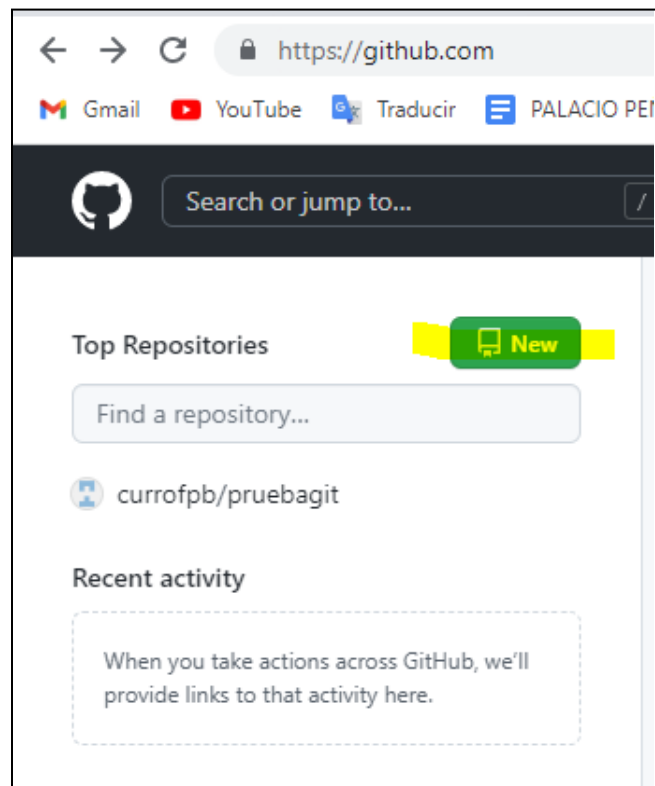 https://github.com
Gmail YouTube Traducir PALACIO PE
Search or jump to... /
Top Repositories New
Find a repository...
currofpb/pruebagit
Recent activity
When you take actions across GitHub, we'll
provide links to that activity here.